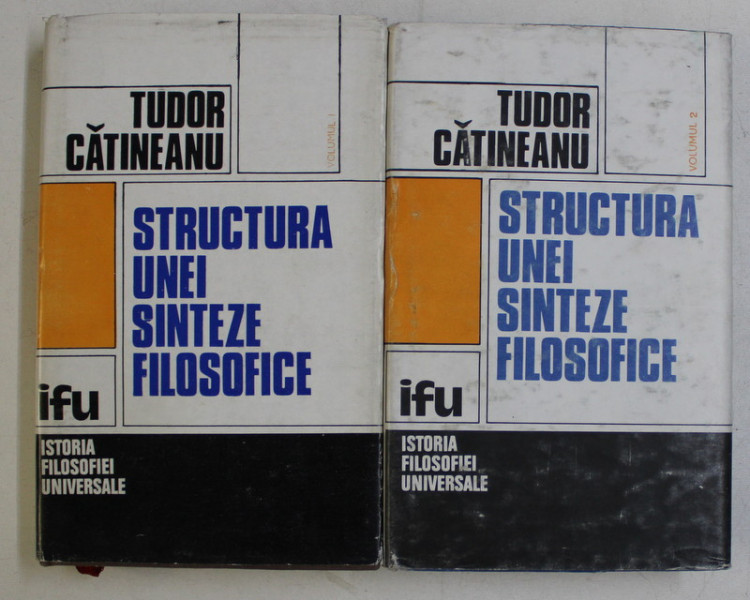 TUDOR
CĂTINEANU
VOLUMUL 1
STRUCTURA
UNEI
SINTEZE
FILOSOFICE
ifu
ISTORIA
FILOSOFIEI
UNIVERSALE
TUDOR
CĂTINEANU
VOLUMUL 2
STRUCTURA
UNEI
SINTEZE
FILOSOFICE
ifu
ISTORIA
FILOSOFIEI
UNIVERSALE